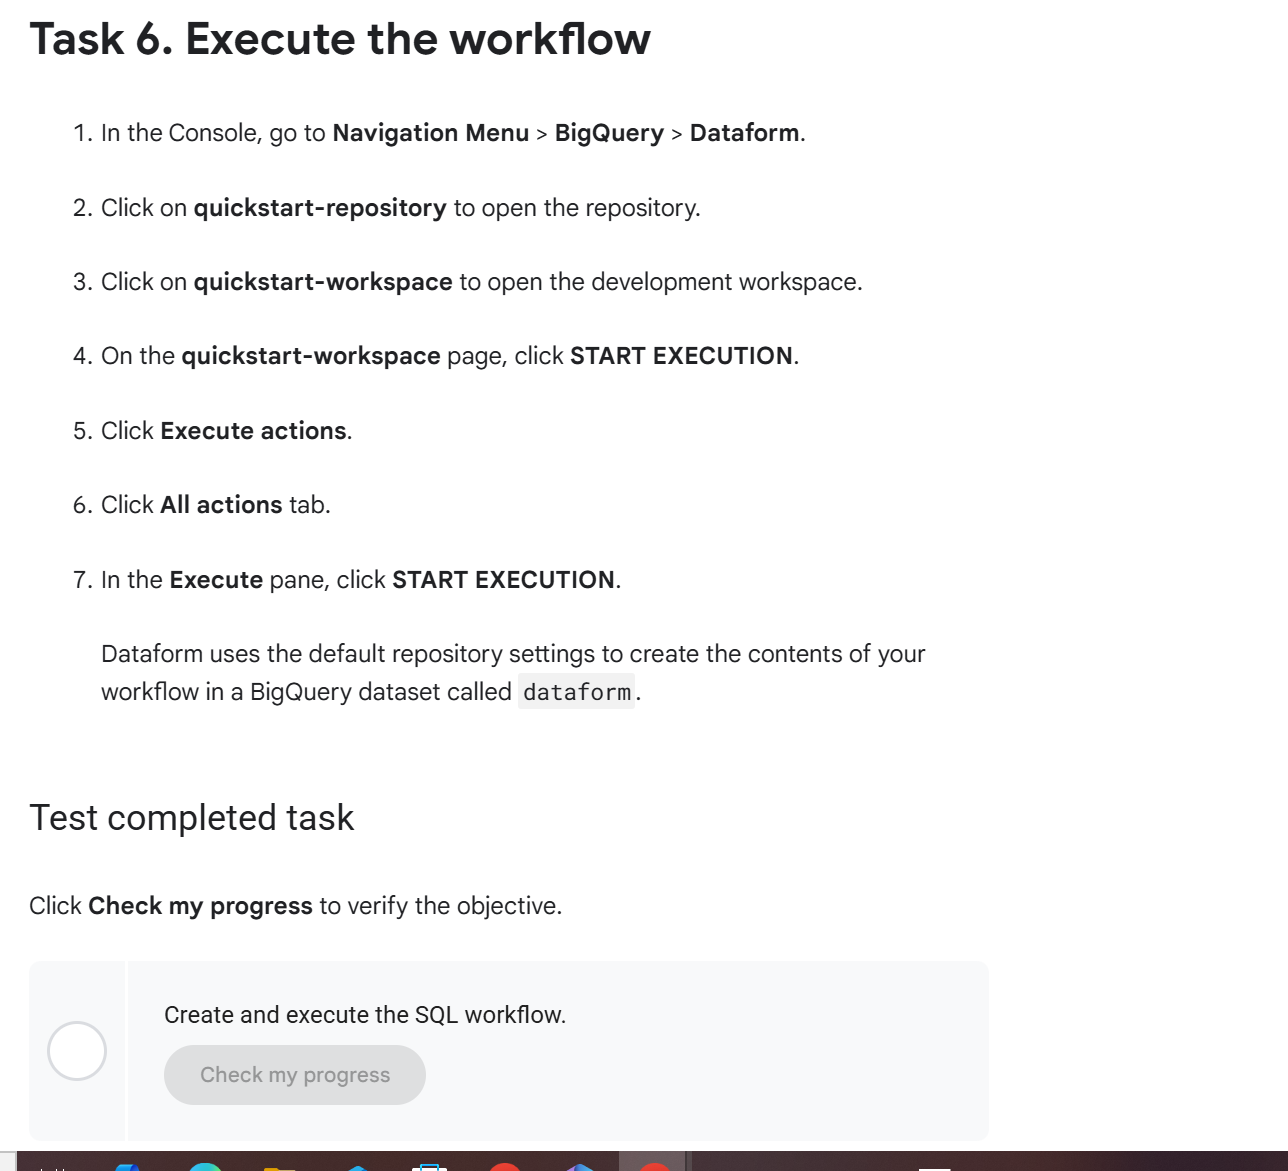 Task 6. Execute the workflow
1. In the Console, go to Navigation Menu > BigQuery > Dataform.
2. Click on quickstart-repository to open the repository.
3. Click on quickstart-workspace to open the development workspace.
4. On the quickstart-workspace page, click START EXECUTION.
5. Click Execute actions.
6. Click All actions tab.
7. In the Execute pane, click START EXECUTION.
Dataform uses the default repository settings to create the contents of your
workflow in a BigQuery dataset called dataform.
Test completed task
Click Check my progress to verify the objective.
Create and execute the SQL workflow.
Check my progress